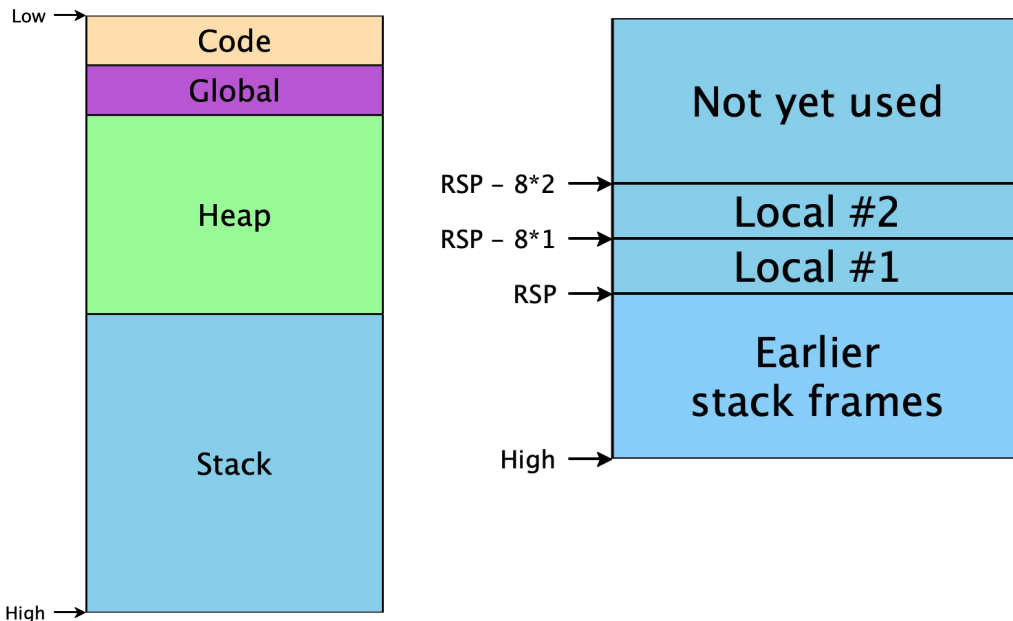 Low
Code
Global
Heap
Stack
High
Not yet used
RSP – 8*2
Local #2
RSP – 8*1
Local #1
RSP
Earlier
stack frames
High